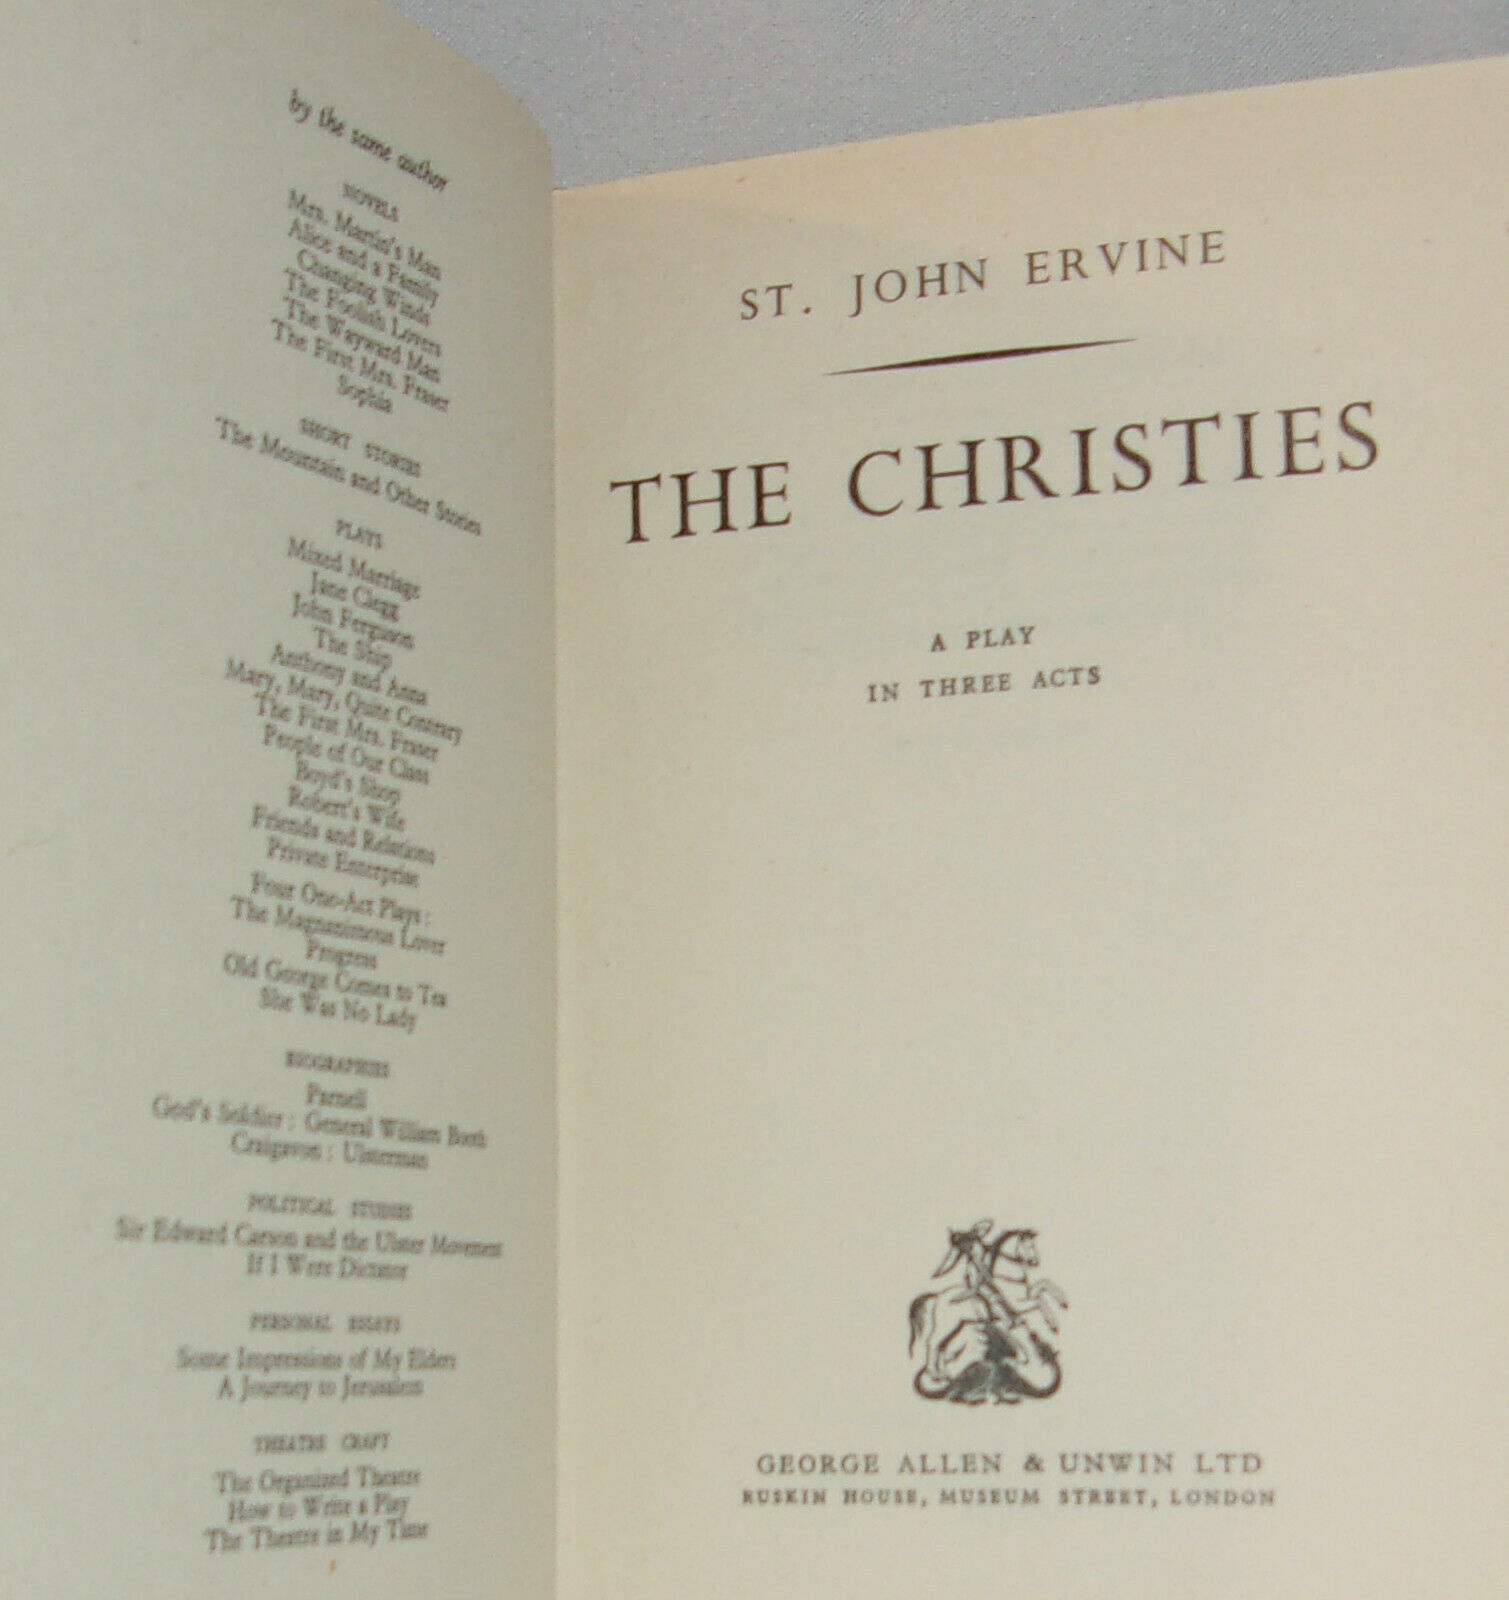 by the same author
NOVELS
Mrs. Martin's Man
Alice and a Family
Changing Winds
The Foolish Lovers
The Wayward Man
The First Mrs. Fraser
Sophia
SHORT STORIES
The Mountain and Other Stories
PLAYS
Mixed Marriage
Jane Clegg
John Ferguson
The Ship
Anthony and Anna
Mary, Mary, Quite Contrary
The First Mrs. Fraser
People of Our Class
Boyd's Shop
Robert's Wife
Friends and Relations
Private Enterprise
Four One-Act Plays:
The Magnanimous Lover
Progress
Old George Comes to Tea
She Was No Lady
BIOGRAPHIES
Parnell
God's Soldier: General William Booth
Craigavon: Ulsterman
POLITICAL STUDIES
Sir Edward Carson and the Ulster Movement
If I Were Dictator
PERSONAL ESSAYS
Some Impressions of My Elders
A Journey to Jerusalem
THEATRE CRAFT
The Organized Theatre
How to Write a Play
The Theatre in My Time
ST. JOHN ERVINE
THE CHRISTIES
A PLAY
IN THREE ACTS
GEORGE ALLEN & UNWIN LTD
RUSKIN HOUSE, MUSEUM STREET, LONDON